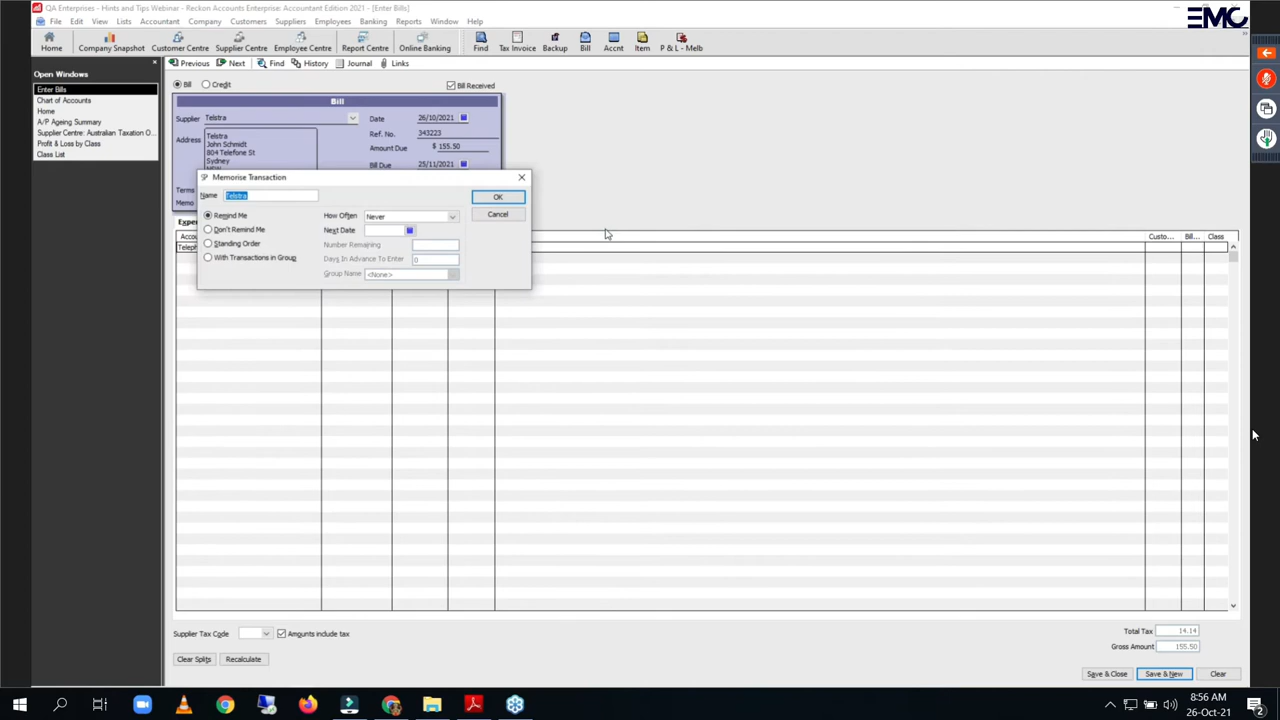 QA Enterprises - Hints and Tips Webinar - Reckon Accounts Enterprise: Accountant Edition 2021 - [Enter Bills]
EMC
File Edit View Lists Accountant Company Customers Suppliers Employees Banking Reports Window Help
Home Company Snapshot Customer Centre Supplier Centre Employee Centre Report Centre Online Banking Find Tax Invoice Backup Bill Accnt Item P & L - Melb
Previous Next Find History Journal Links
Open Windows
Enter Bills
Chart of Accounts
Home
A/P Ageing Summary
Supplier Centre: Australian Taxation O...
Profit & Loss by Class
Class List
Bill Credit Bill Received
Bill
Supplier Telstra Date 26/10/2021
Address Telstra Ref. No. 343223
John Schmidt Amount Due $ 155.50
804 Telefone St
Sydney Bill Due 25/11/2021
Terms
Memo
Memorise Transaction
Name Telstra OK
Remind Me How Often Never Cancel
Don't Remind Me Next Date
Standing Order Number Remaining
With Transactions in Group Days In Advance To Enter 0
Group Name <None>
Custo... Bill... Class
Supplier Tax Code Amounts include tax
Total Tax 14.14
Gross Amount 155.50
Clear Splits Recalculate
Save & Close Save & New Clear
8:56 AM
26-Oct-21
2